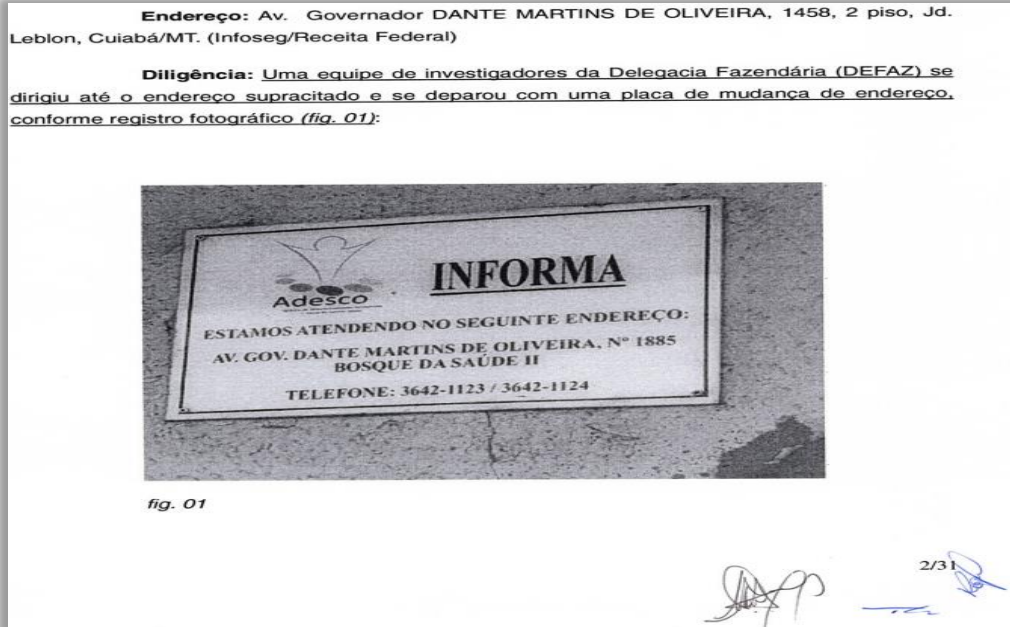 Endereço: Av. Governador DANTE MARTINS DE OLIVEIRA, 1458, 2 piso, Jd.
Leblon, Cuiabá/MT. (Infoseg/Receita Federal)
Diligência: Uma equipe de investigadores da Delegacia Fazendária (DEFAZ) se
dirigiu até o endereço supracitado e se deparou com uma placa de mudança de endereço,
conforme registro fotográfico (fig. 01):
Adesco
INFORMA
ESTAMOS ATENDENDO NO SEGUINTE ENDEREÇO:
AV. GOV. DANTE MARTINS DE OLIVEIRA, Nº 1885
BOSQUE DA SAÚDE II
TELEFONE: 3642-1123 / 3642-1124
fig. 01
2/31